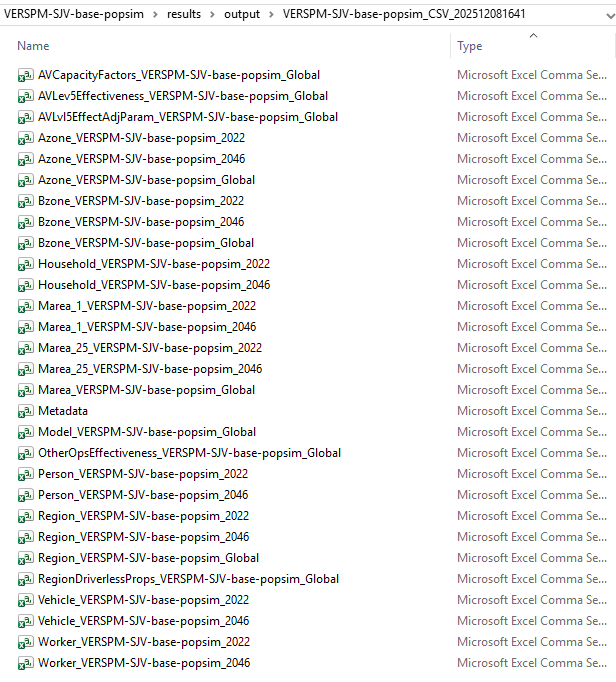 VERSPM-SJV-base-popsim > results > output > VERSPM-SJV-base-popsim_CSV_202512081641
Name Type
AVCapacityFactors_VERSPM-SJV-base-popsim_Global Microsoft Excel Comma Se...
AVLev5Effectiveness_VERSPM-SJV-base-popsim_Global Microsoft Excel Comma Se...
AVLvl5EffectAdjParam_VERSPM-SJV-base-popsim_Global Microsoft Excel Comma Se...
Azone_VERSPM-SJV-base-popsim_2022 Microsoft Excel Comma Se...
Azone_VERSPM-SJV-base-popsim_2046 Microsoft Excel Comma Se...
Azone_VERSPM-SJV-base-popsim_Global Microsoft Excel Comma Se...
Bzone_VERSPM-SJV-base-popsim_2022 Microsoft Excel Comma Se...
Bzone_VERSPM-SJV-base-popsim_2046 Microsoft Excel Comma Se...
Bzone_VERSPM-SJV-base-popsim_Global Microsoft Excel Comma Se...
Household_VERSPM-SJV-base-popsim_2022 Microsoft Excel Comma Se...
Household_VERSPM-SJV-base-popsim_2046 Microsoft Excel Comma Se...
Marea_1_VERSPM-SJV-base-popsim_2022 Microsoft Excel Comma Se...
Marea_1_VERSPM-SJV-base-popsim_2046 Microsoft Excel Comma Se...
Marea_25_VERSPM-SJV-base-popsim_2022 Microsoft Excel Comma Se...
Marea_25_VERSPM-SJV-base-popsim_2046 Microsoft Excel Comma Se...
Marea_VERSPM-SJV-base-popsim_Global Microsoft Excel Comma Se...
Metadata Microsoft Excel Comma Se...
Model_VERSPM-SJV-base-popsim_Global Microsoft Excel Comma Se...
OtherOpsEffectiveness_VERSPM-SJV-base-popsim_Global Microsoft Excel Comma Se...
Person_VERSPM-SJV-base-popsim_2022 Microsoft Excel Comma Se...
Person_VERSPM-SJV-base-popsim_2046 Microsoft Excel Comma Se...
Region_VERSPM-SJV-base-popsim_2022 Microsoft Excel Comma Se...
Region_VERSPM-SJV-base-popsim_2046 Microsoft Excel Comma Se...
Region_VERSPM-SJV-base-popsim_Global Microsoft Excel Comma Se...
RegionDriverlessProps_VERSPM-SJV-base-popsim_Global Microsoft Excel Comma Se...
Vehicle_VERSPM-SJV-base-popsim_2022 Microsoft Excel Comma Se...
Vehicle_VERSPM-SJV-base-popsim_2046 Microsoft Excel Comma Se...
Worker_VERSPM-SJV-base-popsim_2022 Microsoft Excel Comma Se...
Worker_VERSPM-SJV-base-popsim_2046 Microsoft Excel Comma Se...